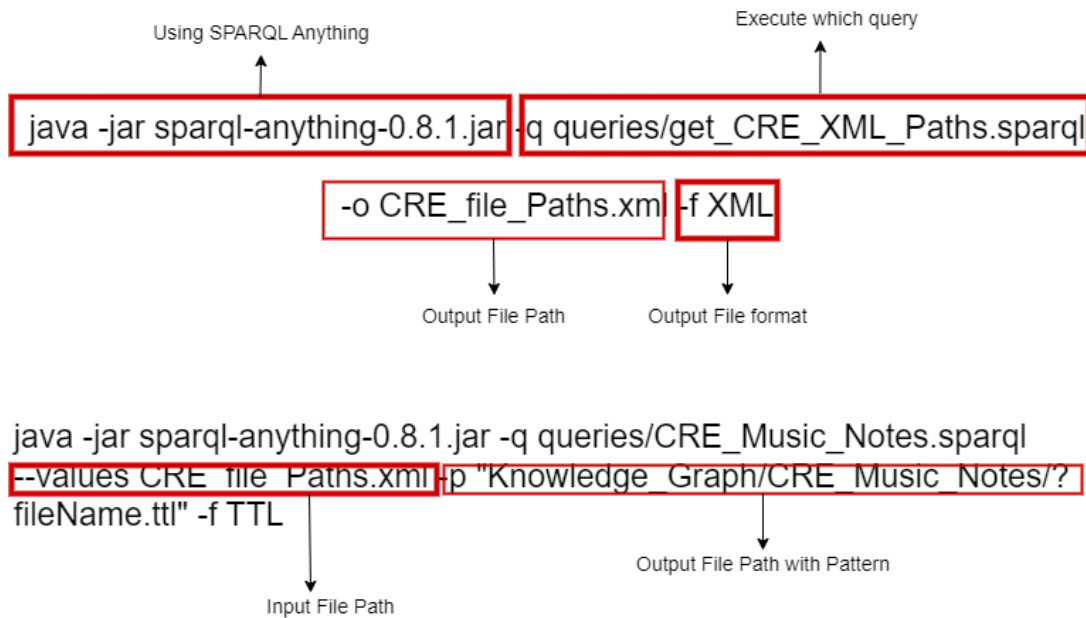 Execute which query
Using SPARQL Anything
java -jar sparql-anything-0.8.1.jar -q queries/get_CRE_XML_Paths.sparql
-o CRE_file_Paths.xml -f XML
Output File Path
Output File format
java -jar sparql-anything-0.8.1.jar -q queries/CRE_Music_Notes.sparql
--values CRE_file_Paths.xml -p "Knowledge_Graph/CRE_Music_Notes/?
fileName.ttl" -f TTL
Output File Path with Pattern
Input File Path